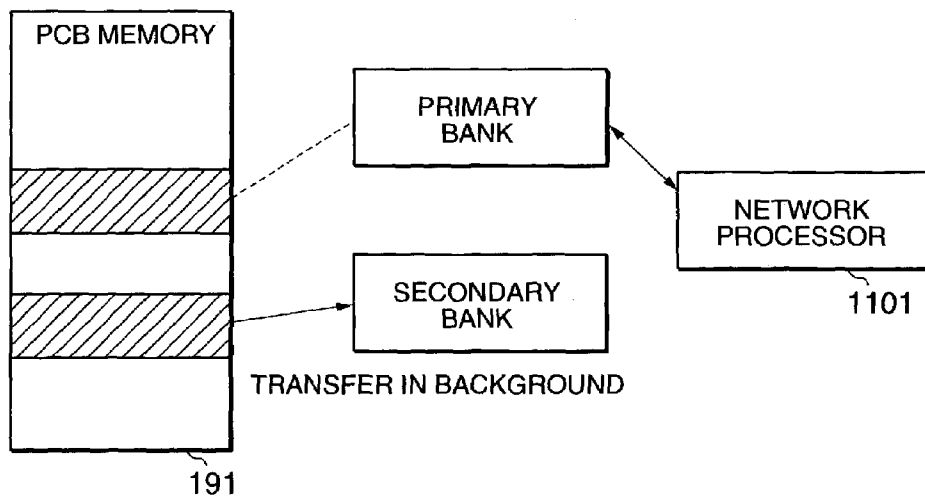 PCB MEMORY
PRIMARY
BANK
NETWORK
PROCESSOR
1101
SECONDARY
BANK
TRANSFER IN BACKGROUND
191